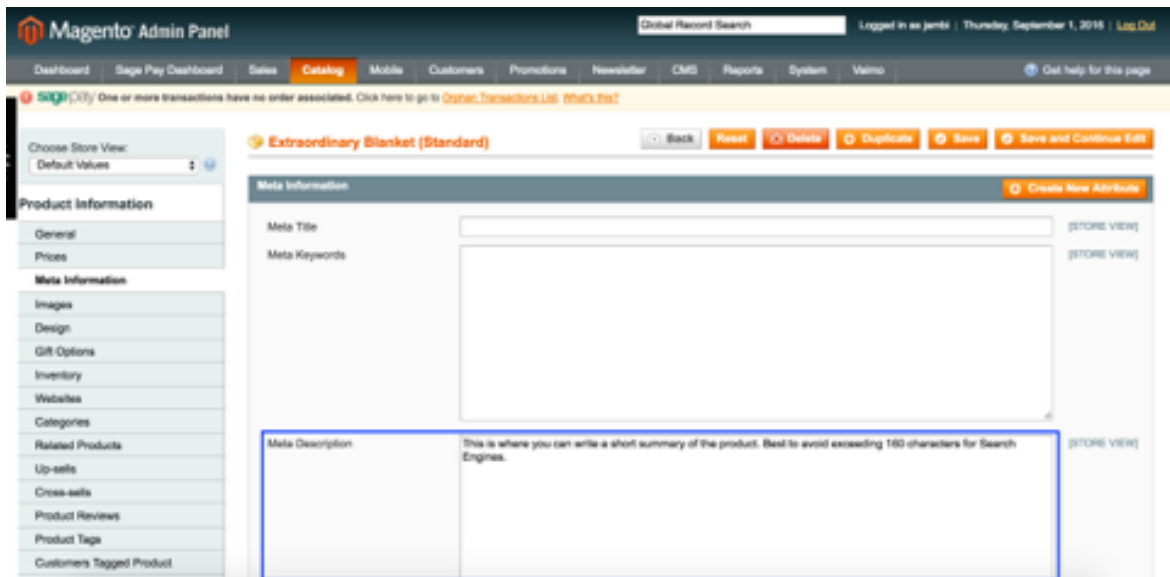 Magento Admin Panel
Global Record Search
Logged in as jambi | Thursday, September 1, 2016 | Log Out
Dashboard Sage Pay Dashboard Sales Catalog Mobile Customers Promotions Newsletter CMS Reports System Vaimo Get help for this page
sage pay One or more transactions have no order associated. Click here to go to Orphan Transactions List. What's this?
Choose Store View:
Default Values
Product Information
General
Prices
Meta Information
Images
Design
Gift Options
Inventory
Websites
Categories
Related Products
Up-sells
Cross-sells
Product Reviews
Product Tags
Customers Tagged Product
Extraordinary Blanket (Standard)
Back Reset Delete Duplicate Save Save and Continue Edit
Meta Information
Create New Attribute
Meta Title [STORE VIEW]
Meta Keywords [STORE VIEW]
Meta Description This is where you can write a short summary of the product. Best to avoid exceeding 160 characters for Search [STORE VIEW]
Engines.